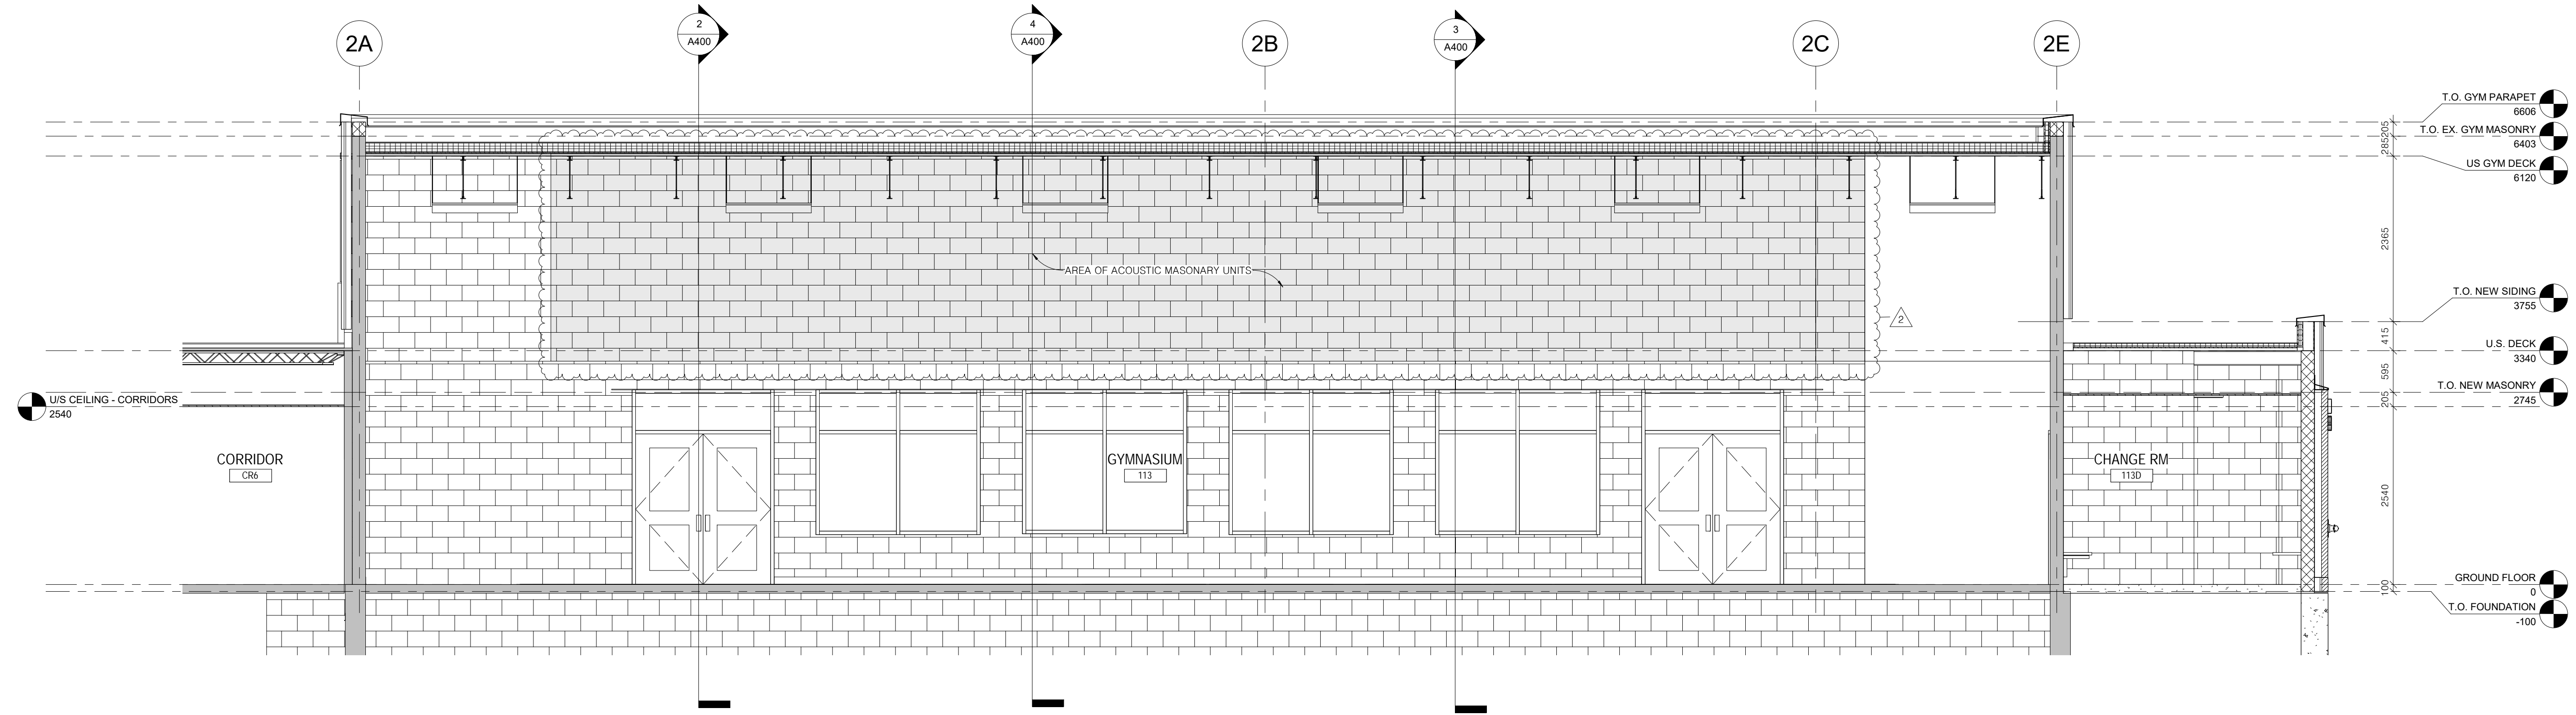 2A
2
A400
4
A400
2B
3
A400
2C
2E
T.O. GYM PARAPET
6606
205
T.O. EX. GYM MASONRY
6403
285
US GYM DECK
6120
2365
AREA OF ACOUSTIC MASONARY UNITS
2
T.O. NEW SIDING
3755
415
U.S. DECK
3340
595
T.O. NEW MASONRY
2745
205
U/S CEILING - CORRIDORS
2540
CORRIDOR
CR6
GYMNASIUM
113
CHANGE RM
113D
2540
GROUND FLOOR
0
100
T.O. FOUNDATION
-100